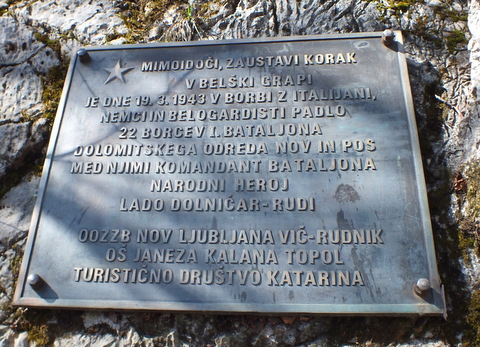 MIMOIDOČI, ZAUSTAVI KORAK
V BELŠKI GRAPI
JE DNE 19. 3. 1943 V BORBI Z ITALIJANI,
NEMCI IN BELOGARDISTI PADLO
22 BORCEV I. BATALJONA
DOLOMITSKEGA ODREDA NOV IN POS
MED NJIMI KOMANDANT BATALJONA
NARODNI HEROJ
LADO DOLNIČAR-RUDI
OOZZB NOV LJUBLJANA VIČ-RUDNIK
OŠ JANEZA KALANA TOPOL
TURISTIČNO DRUŠTVO KATARINA